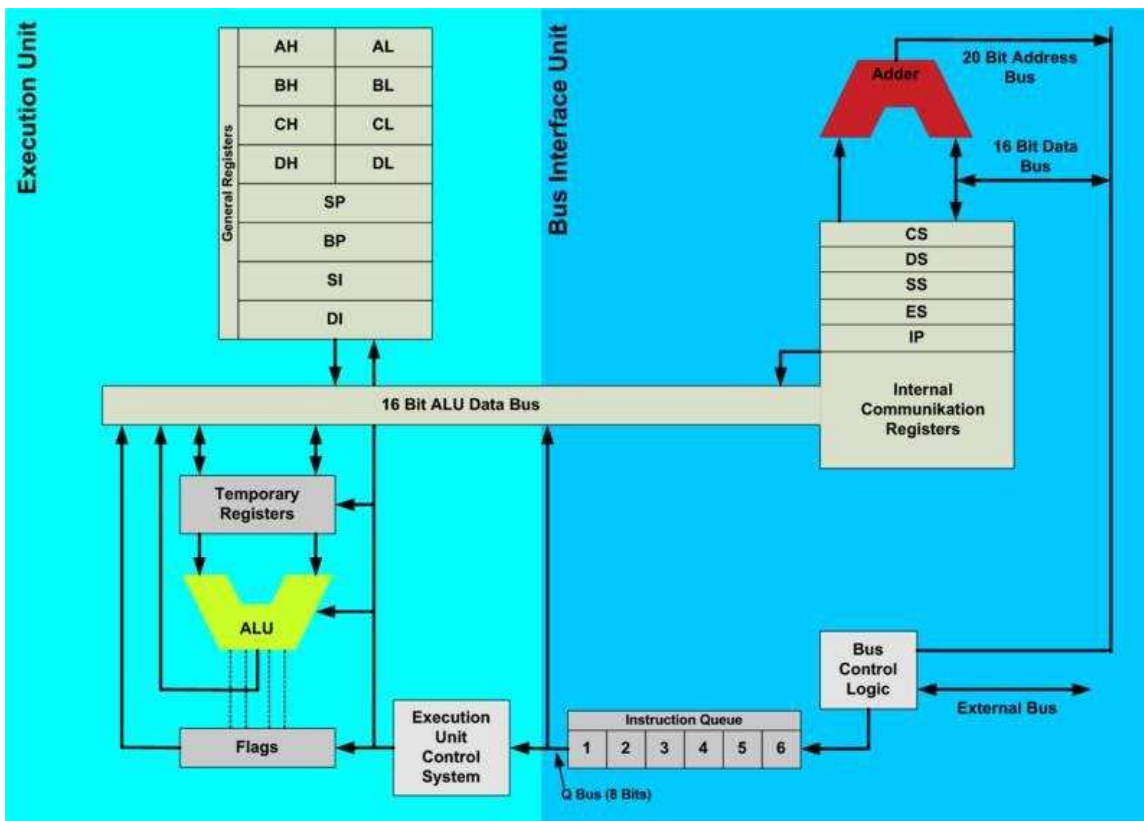 Execution Unit
General Registers
AH
AL
BH
BL
CH
CL
DH
DL
SP
BP
SI
DI
Bus Interface Unit
Adder
20 Bit Address
Bus
16 Bit Data
Bus
CS
DS
SS
ES
IP
Internal
Communikation
Registers
16 Bit ALU Data Bus
Temporary
Registers
ALU
Flags
Execution
Unit
Control
System
Instruction Queue
1
2
3
4
5
6
Q Bus (8 Bits)
Bus
Control
Logic
External Bus